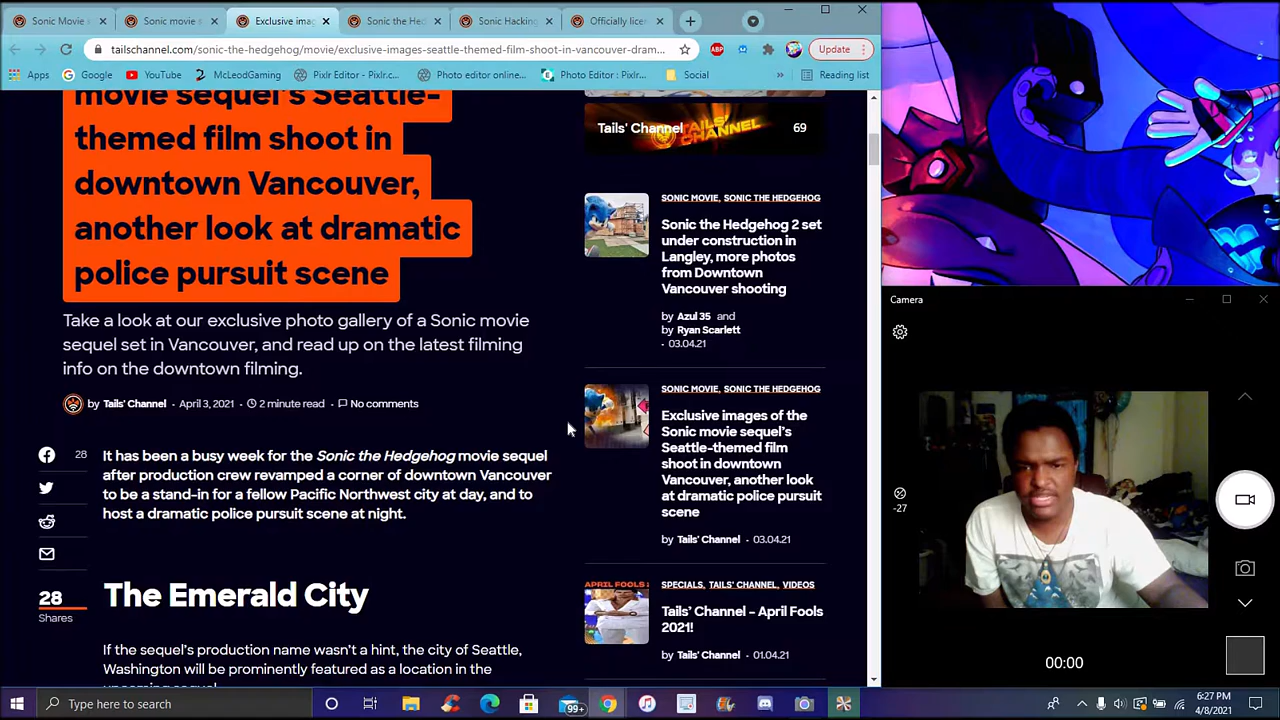 Sonic Movie
Sonic movie s
Exclusive ima
Sonic the Hed
Sonic Hacking
Officially lice
tailschannel.com/sonic-the-hedgehog/movie/exclusive-images-seattle-themed-film-shoot-in-vancouver-dram...
ABP
Update
Apps
Google
YouTube
McLeodGaming
Pixlr Editor - Pixlr.c...
Photo editor online...
Photo Editor : Pixlr...
Social
»
Reading list
movie sequel's Seattle-
themed film shoot in
downtown Vancouver,
another look at dramatic
police pursuit scene
Take a look at our exclusive photo gallery of a Sonic movie
sequel set in Vancouver, and read up on the latest filming
info on the downtown filming.
by Tails' Channel • April 3, 2021 • 2 minute read • No comments
28
It has been a busy week for the Sonic the Hedgehog movie sequel
after production crew revamped a corner of downtown Vancouver
to be a stand-in for a fellow Pacific Northwest city at day, and to
host a dramatic police pursuit scene at night.
28
Shares
The Emerald City
If the sequel's production name wasn't a hint, the city of Seattle,
Washington will be prominently featured as a location in the
upcoming sequel
Tails' Channel
69
SONIC MOVIE, SONIC THE HEDGEHOG
Sonic the Hedgehog 2 set
under construction in
Langley, more photos
from Downtown
Vancouver shooting
by Azul 35 and
by Ryan Scarlett
• 03.04.21
SONIC MOVIE, SONIC THE HEDGEHOG
Exclusive images of the
Sonic movie sequel's
Seattle-themed film
shoot in downtown
Vancouver, another look
at dramatic police pursuit
scene
by Tails' Channel • 03.04.21
APRIL FOOLS
SPECIALS, TAILS' CHANNEL, VIDEOS
Tails' Channel – April Fools
2021!
by Tails' Channel • 01.04.21
Camera
-27
00:00
Type here to search
99+
6:27 PM
4/8/2021